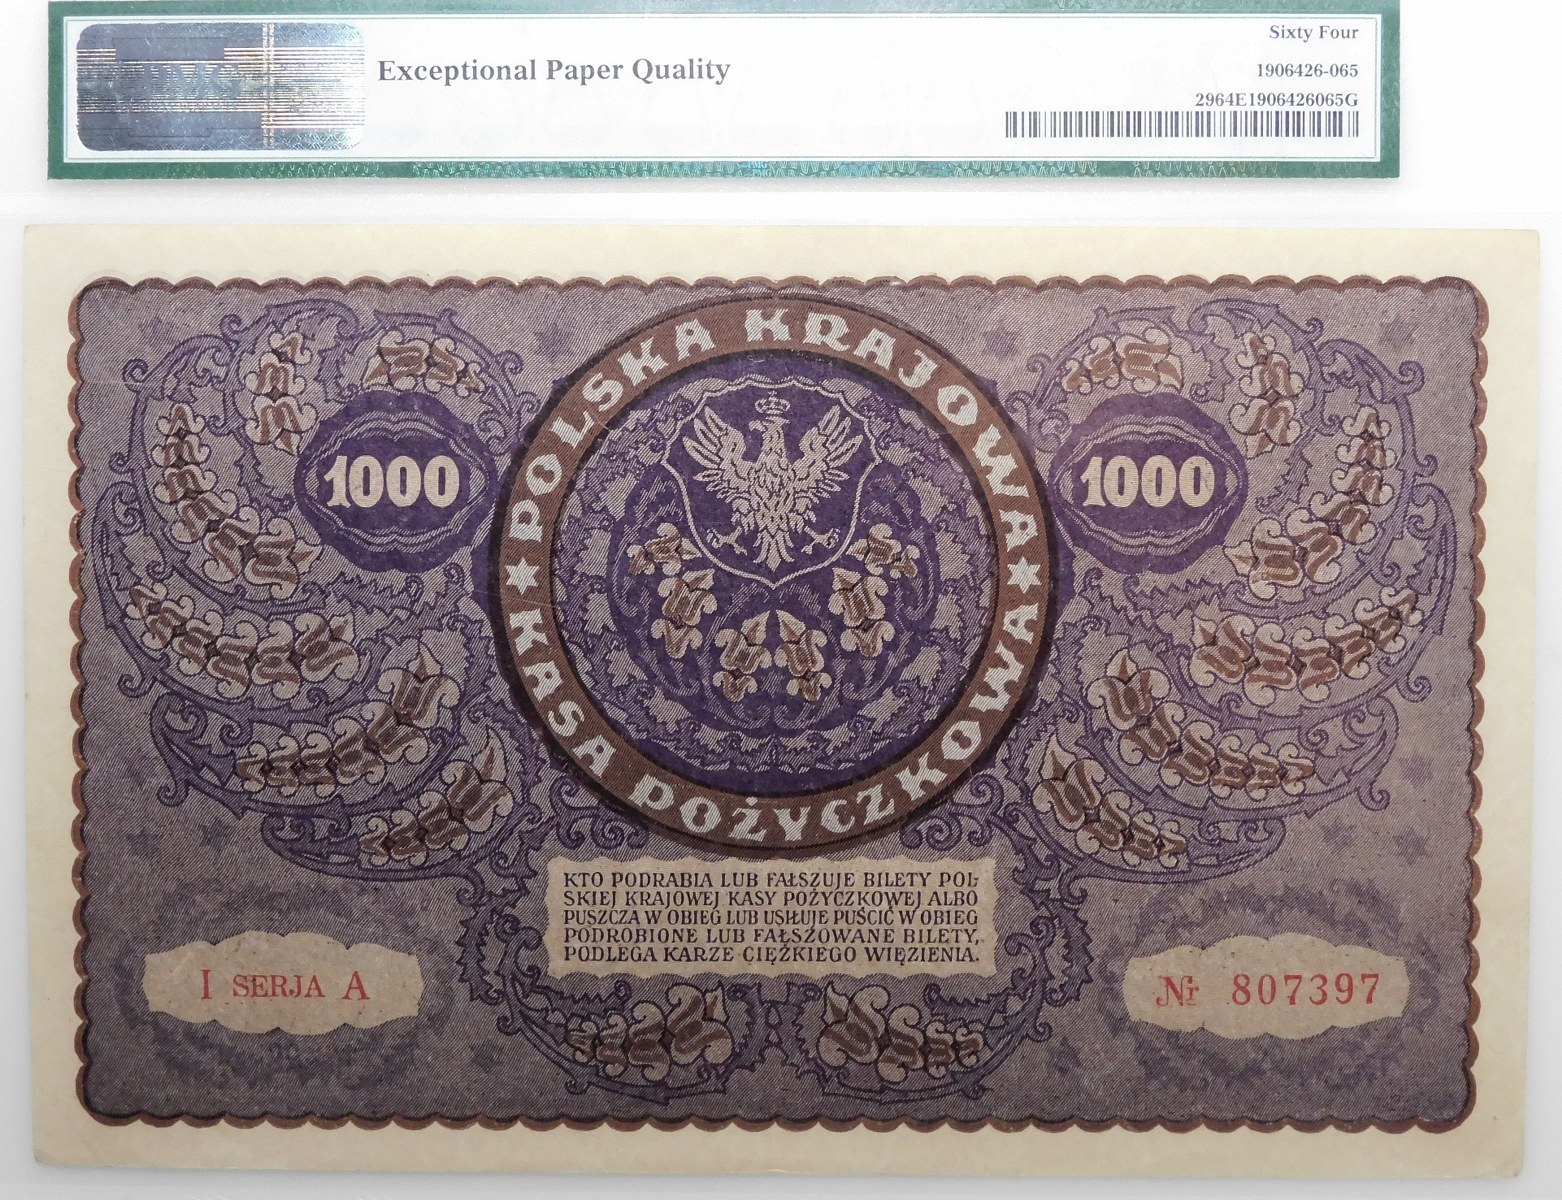 PMG
Exceptional Paper Quality
Sixty Four
1906426-065
2964E1906426065G
POLSKA KRAJOWA
KASA POŻYCZKOWA
1000
1000
KTO PODRABIA LUB FAŁSZUJE BILETY POL-
SKIEJ KRAJOWEJ KASY POŻYCZKOWEJ ALBO
PUSZCZA W OBIEG LUB USIŁUJE PUŚCIĆ W OBIEG
PODROBIONE LUB FAŁSZOWANE BILETY,
PODLEGA KARZE CIĘŻKIEGO WIĘZIENIA.
I SERJA A
Nr 807397